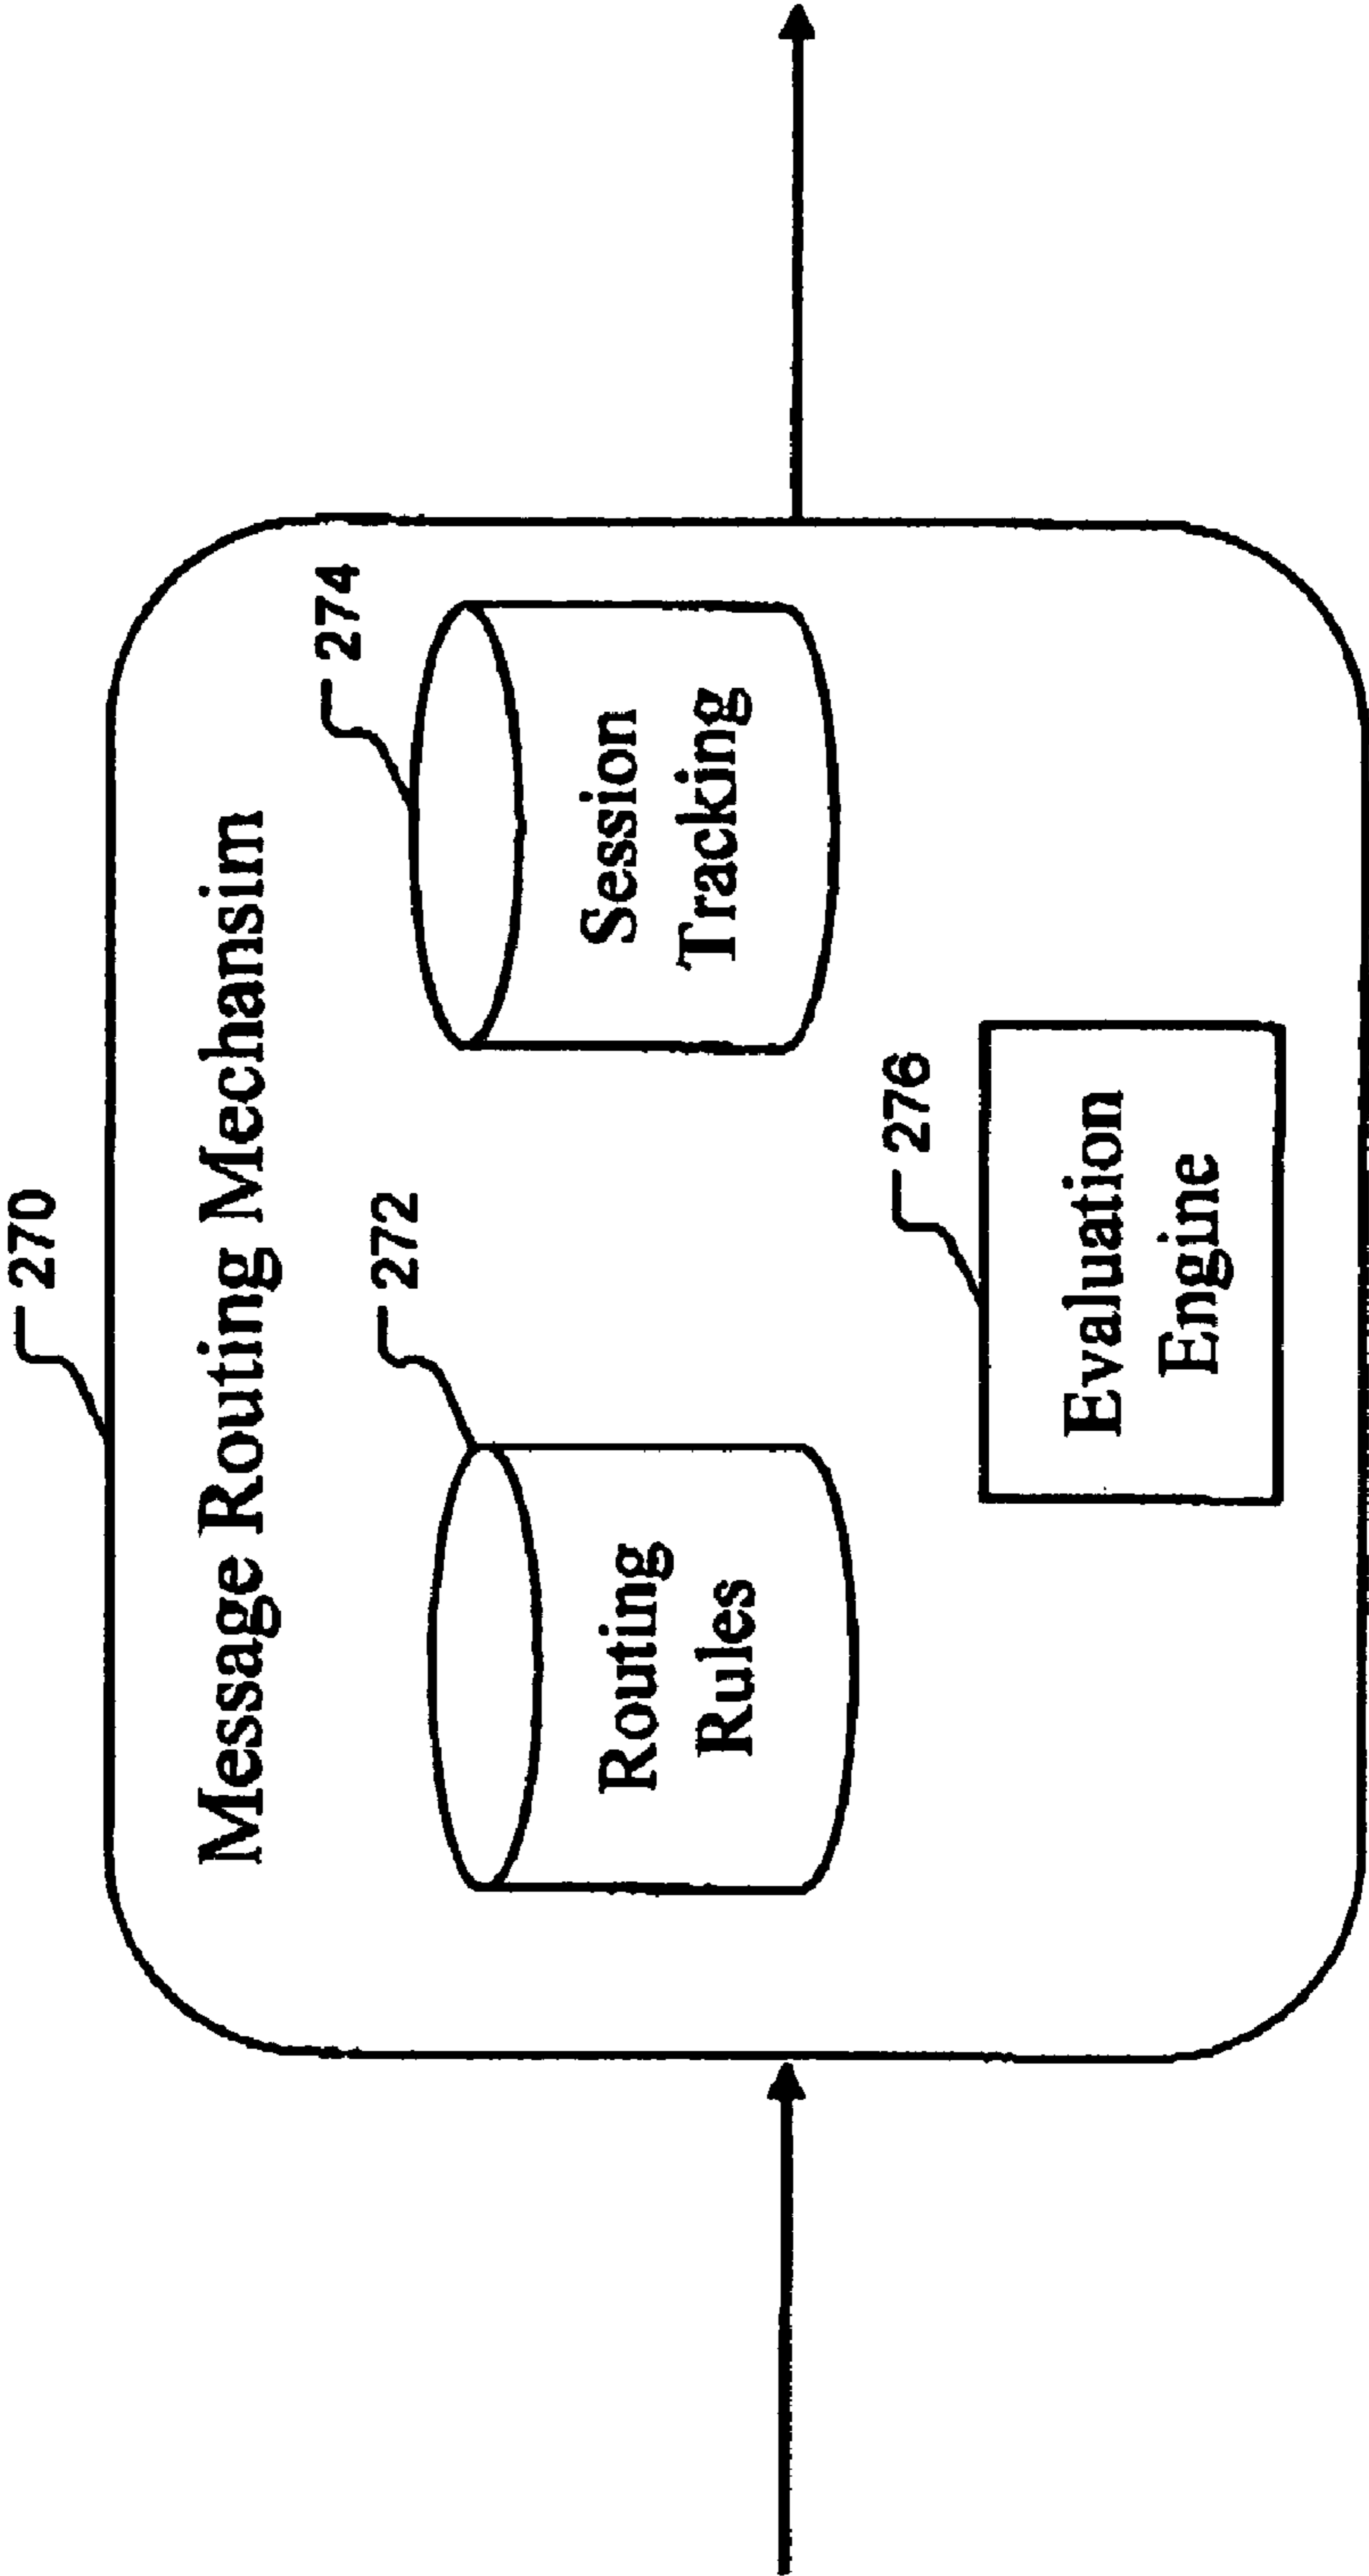 270
Message Routing Mechansim
272
Routing
Rules
274
Session
Tracking
276
Evaluation
Engine